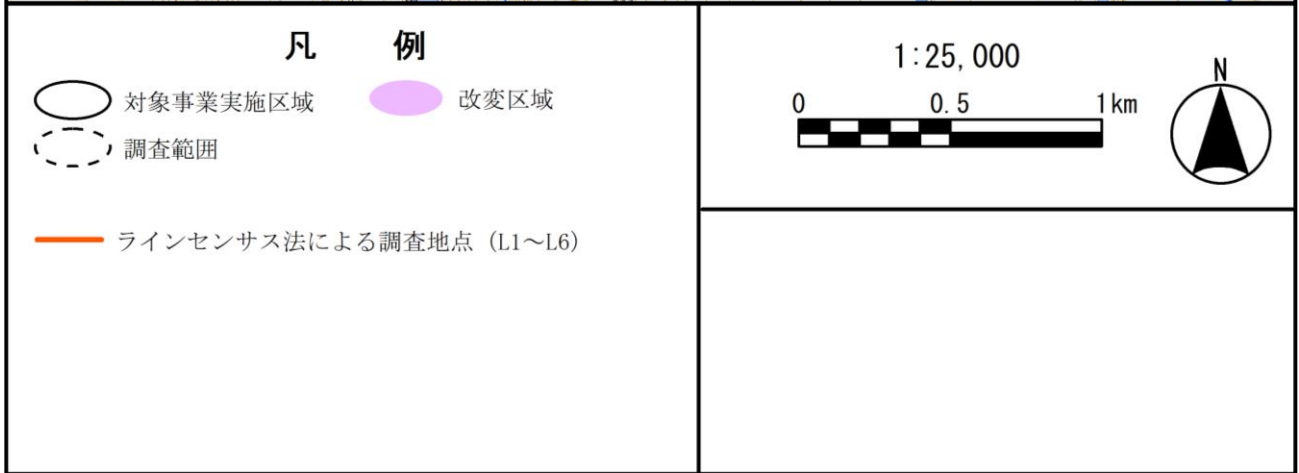 凡 例
対象事業実施区域
改変区域
調査範囲
ラインセンサス法による調査地点（L1～L6）
1:25,000
0 0.5 1km
N